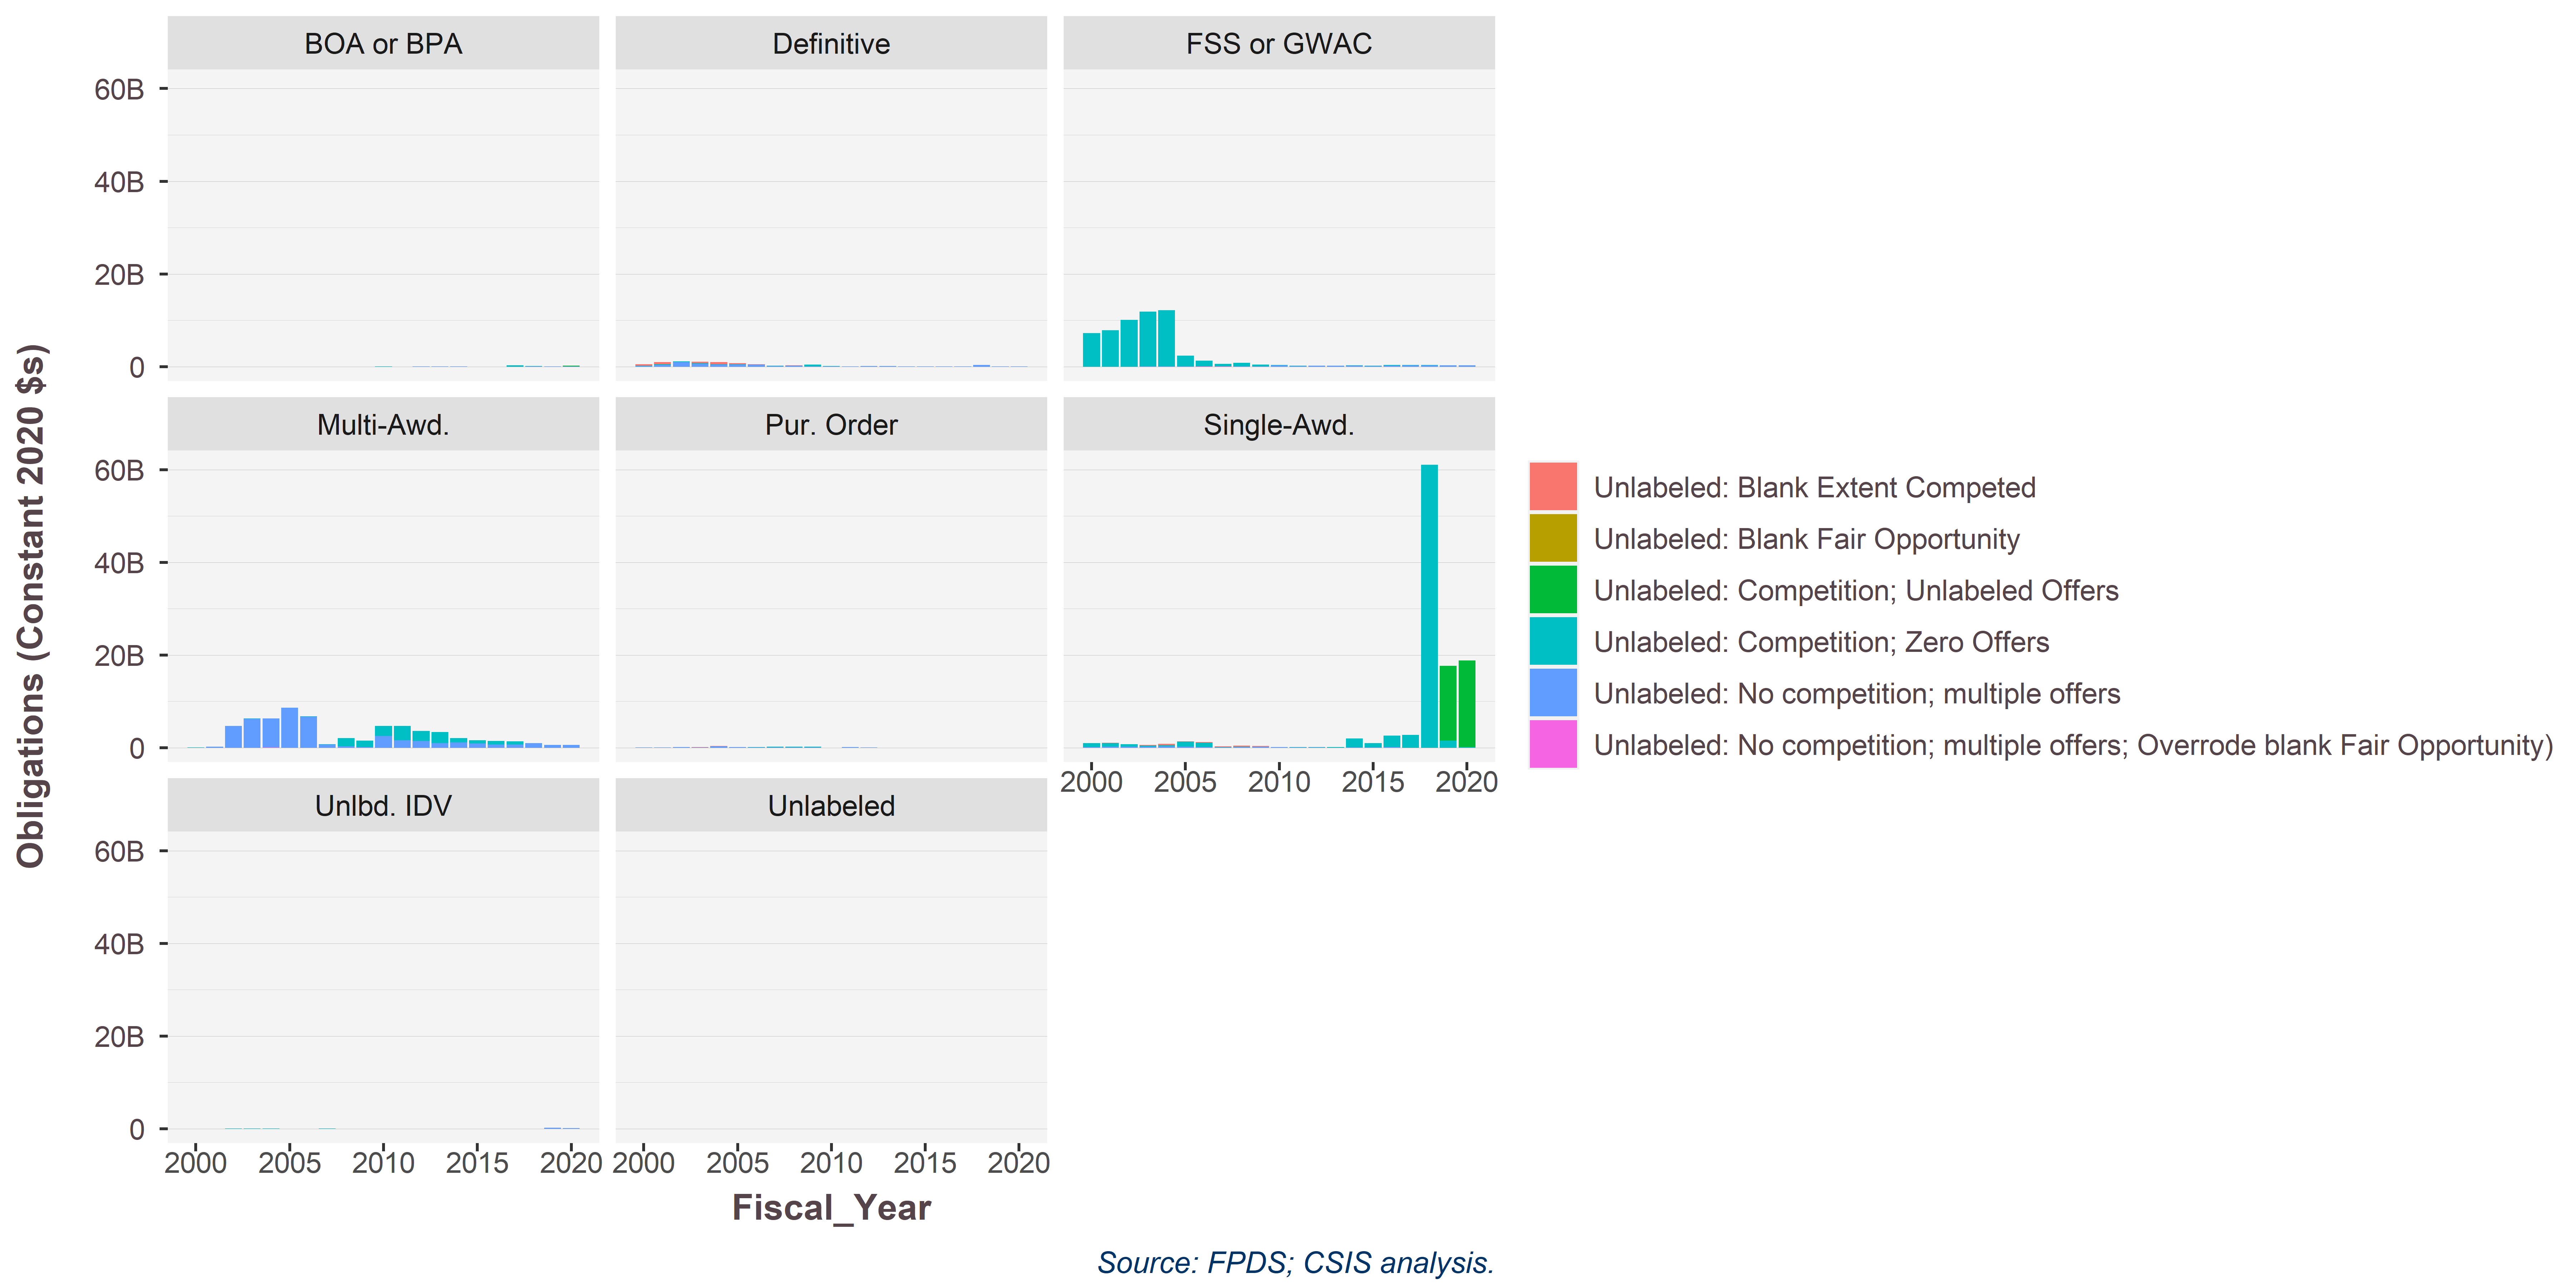 BOA or BPA
Definitive
FSS or GWAC
60B
40B
20B
0
Multi-Awd.
Pur. Order
Single-Awd.
60B
40B
20B
0
2000 2005 2010 2015 2020
Unlbd. IDV
Unlabeled
60B
40B
20B
0
2000 2005 2010 2015 2020
2000 2005 2010 2015 2020
Obligations (Constant 2020 $s)
Fiscal_Year
Unlabeled: Blank Extent Competed
Unlabeled: Blank Fair Opportunity
Unlabeled: Competition; Unlabeled Offers
Unlabeled: Competition; Zero Offers
Unlabeled: No competition; multiple offers
Unlabeled: No competition; multiple offers; Overrode blank Fair Opportunity)
Source: FPDS; CSIS analysis.